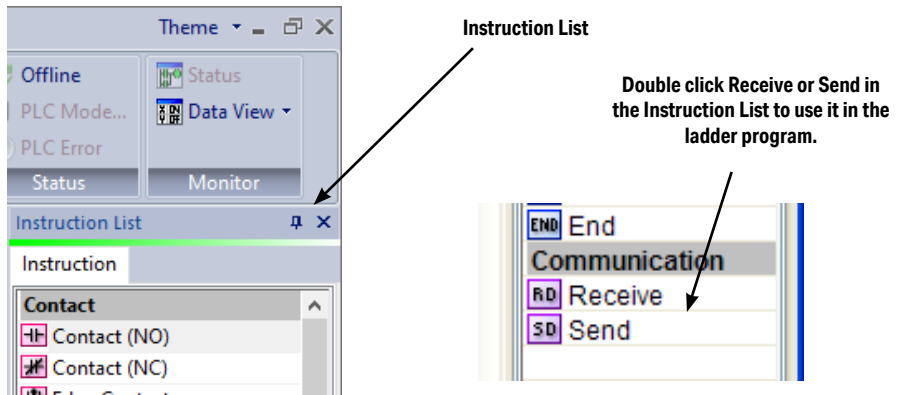 Theme
Offline
Status
PLC Mode...
Data View
PLC Error
Status
Monitor
Instruction List
Instruction
Contact
Contact (NO)
Contact (NC)
Instruction List
Double click Receive or Send in
the Instruction List to use it in the
ladder program.
END End
Communication
RD Receive
SD Send